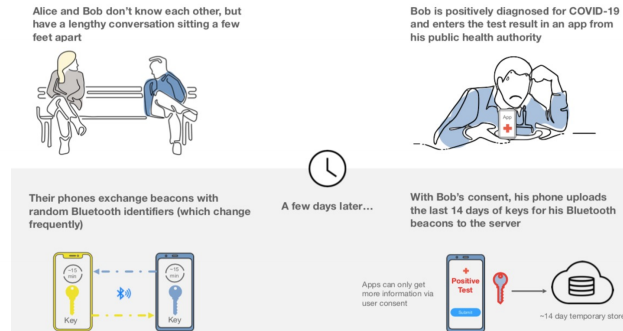 Alice and Bob don't know each other, but
have a lengthy conversation sitting a few
feet apart
Bob is positively diagnosed for COVID-19
and enters the test result in an app from
his public health authority
App
Their phones exchange beacons with
random Bluetooth identifiers (which change
frequently)
~15
min
Key
~15
min
Key
A few days later…
With Bob's consent, his phone uploads
the last 14 days of keys for his Bluetooth
beacons to the server
Apps can only get
more information via
user consent
Positive
Test
~14 day temporary store